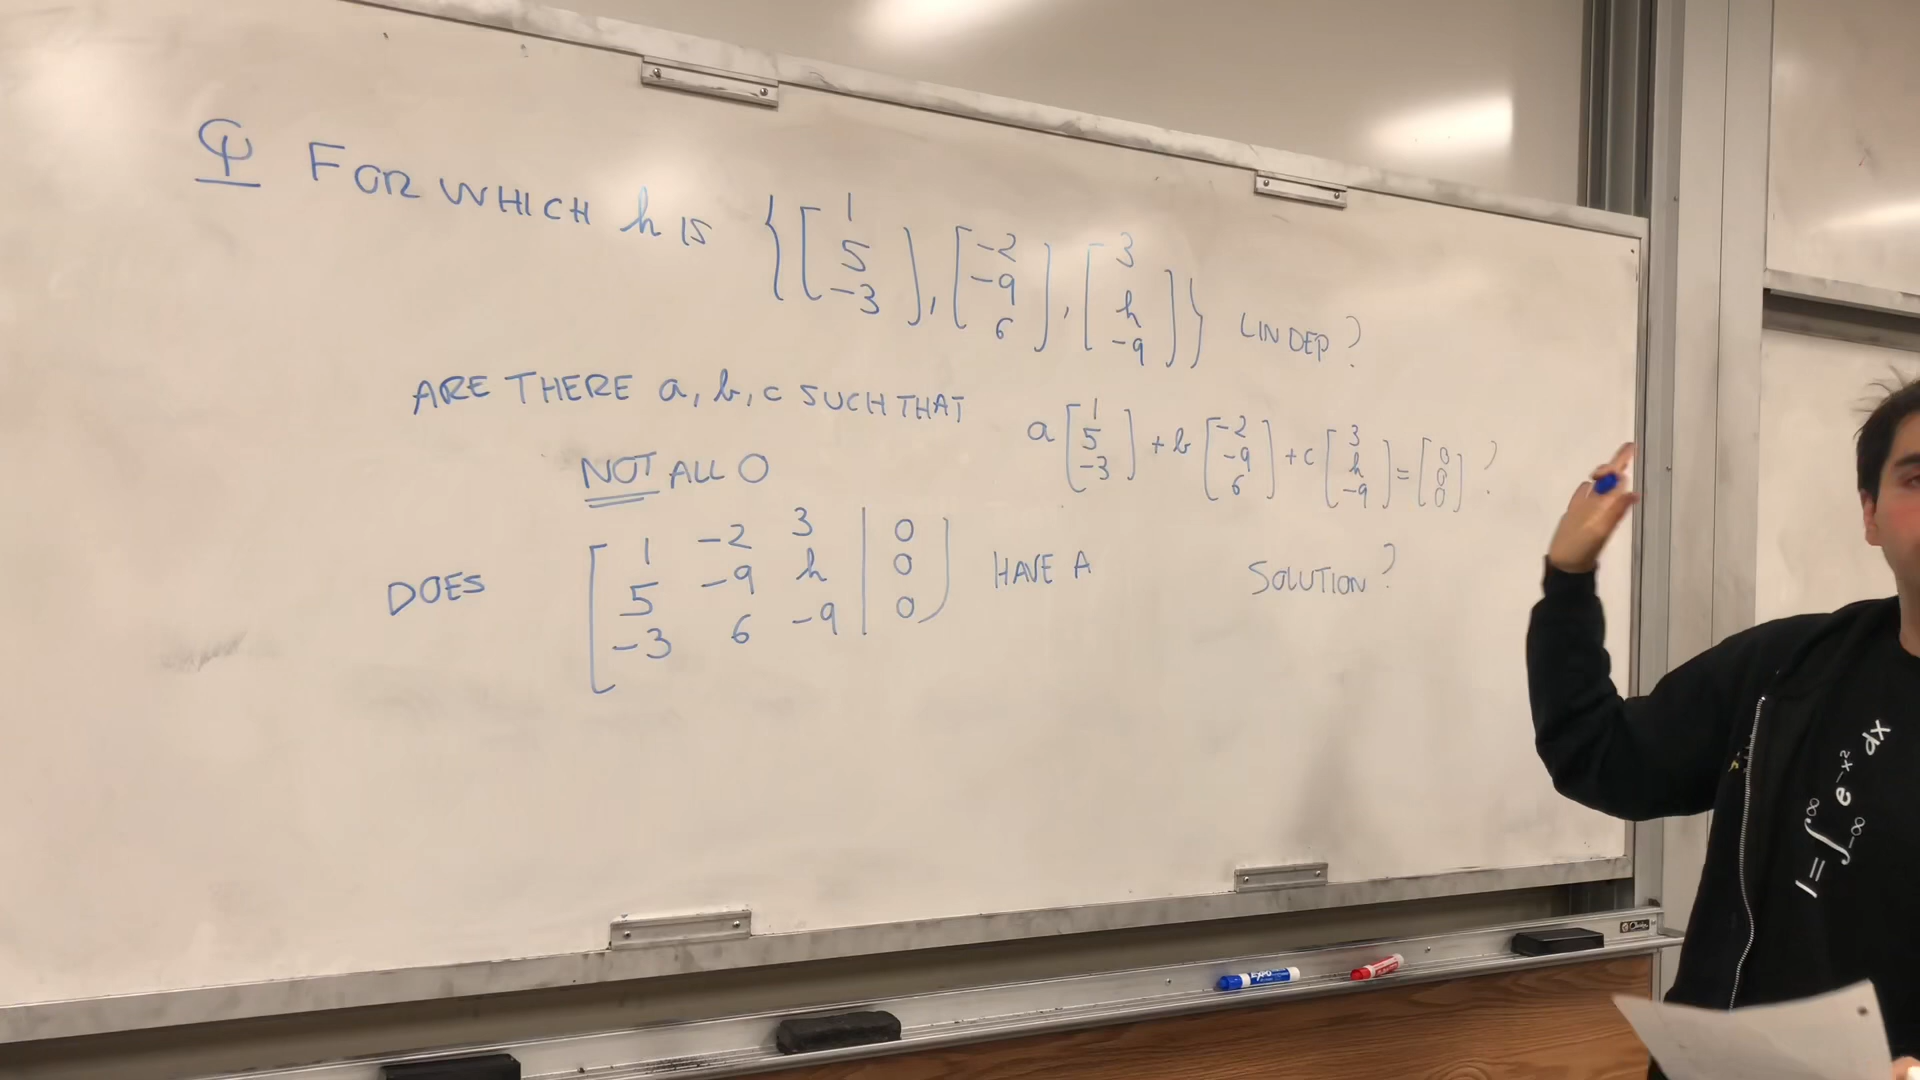 Q FOR WHICH h IS { [ 1 5 -3 ], [ -2 -9 6 ], [ 3 h -9 ] } LIN DEP?
ARE THERE a, b, c SUCH THAT a [ 1 5 -3 ] + b [ -2 -9 6 ] + c [ 3 h -9 ] = [ 0 0 0 ] ?
NOT ALL 0
DOES [ 1 -2 3 | 0
5 -9 h | 0
-3 6 -9 | 0 ] HAVE A SOLUTION?
1 = ∫_{-∞}^{∞} e^{-x²} dx
EXPO